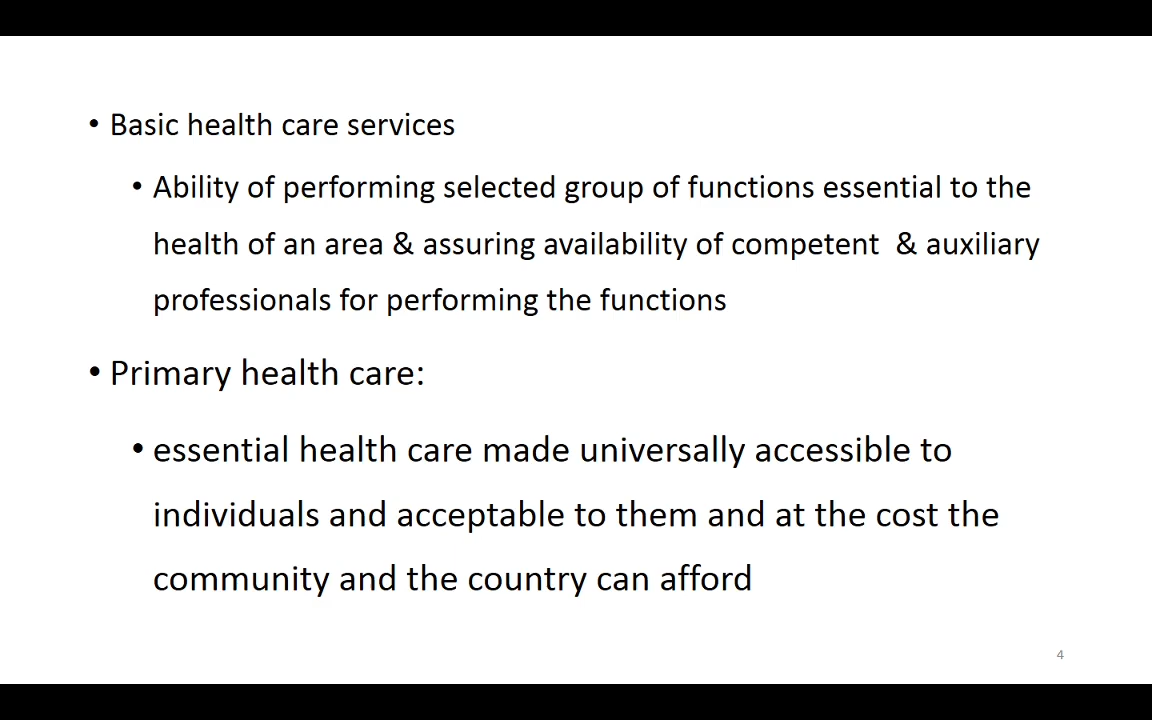 • Basic health care services
• Ability of performing selected group of functions essential to the
health of an area & assuring availability of competent  & auxiliary
professionals for performing the functions
• Primary health care:
• essential health care made universally accessible to
individuals and acceptable to them and at the cost the
community and the country can afford
4